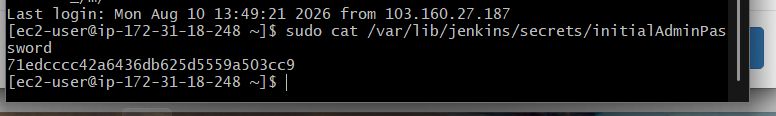 Last login: Mon Aug 10 13:49:21 2026 from 103.160.27.187
[ec2-user@ip-172-31-18-248 ~]$ sudo cat /var/lib/jenkins/secrets/initialAdminPas
sword
71edcccc42a6436db625d5559a503cc9
[ec2-user@ip-172-31-18-248 ~]$